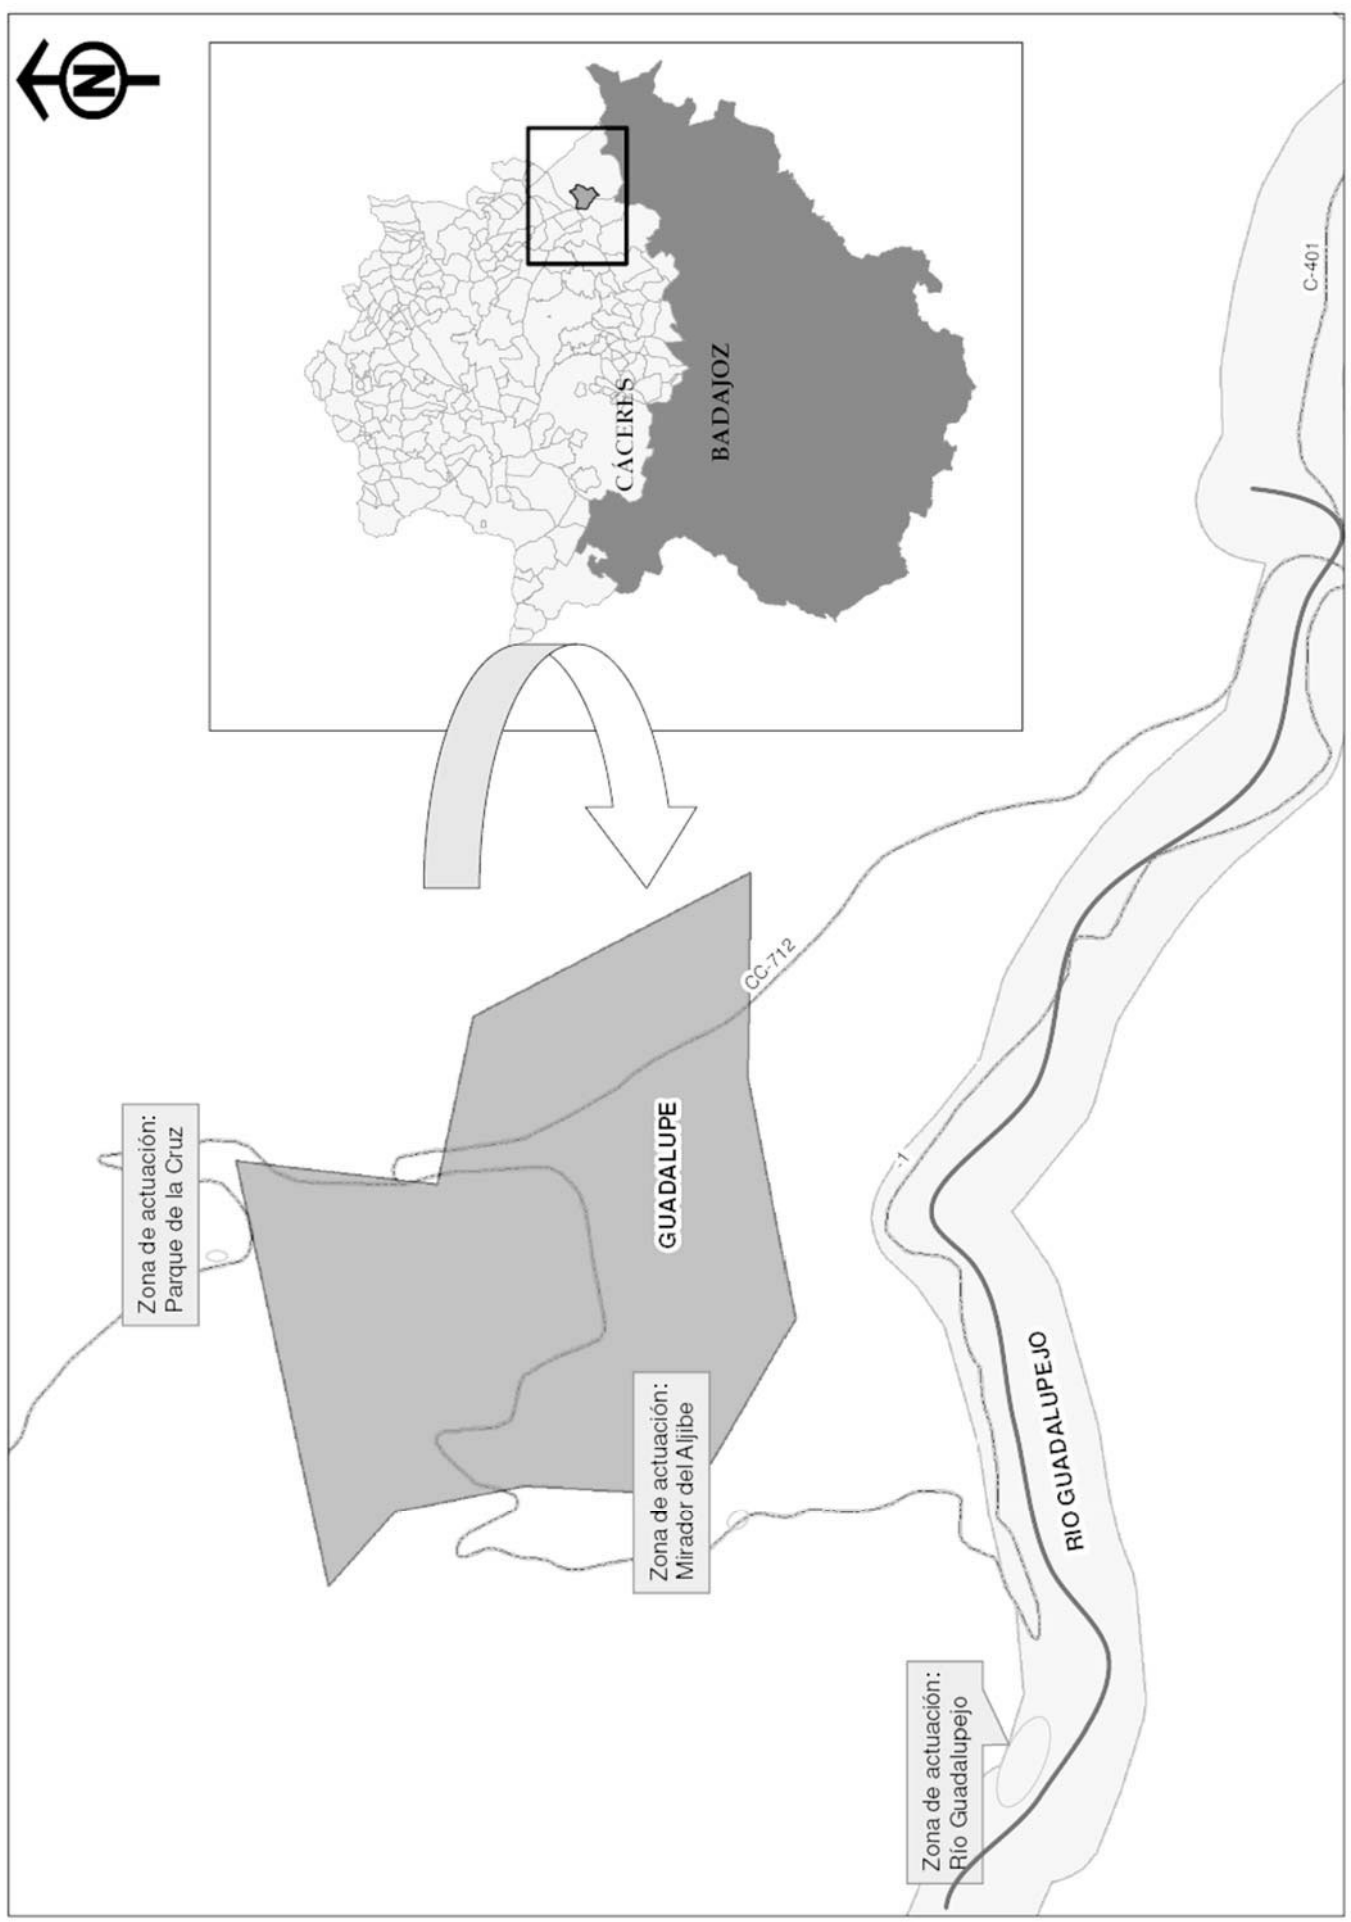 N
CÁCERES
BADAJOZ
C-401
CC-712
Zona de actuación:
Parque de la Cruz
GUADALUPE
-1
Zona de actuación:
Mirador del Aljibe
RIO GUADALUPEJO
Zona de actuación:
Río Guadalupejo